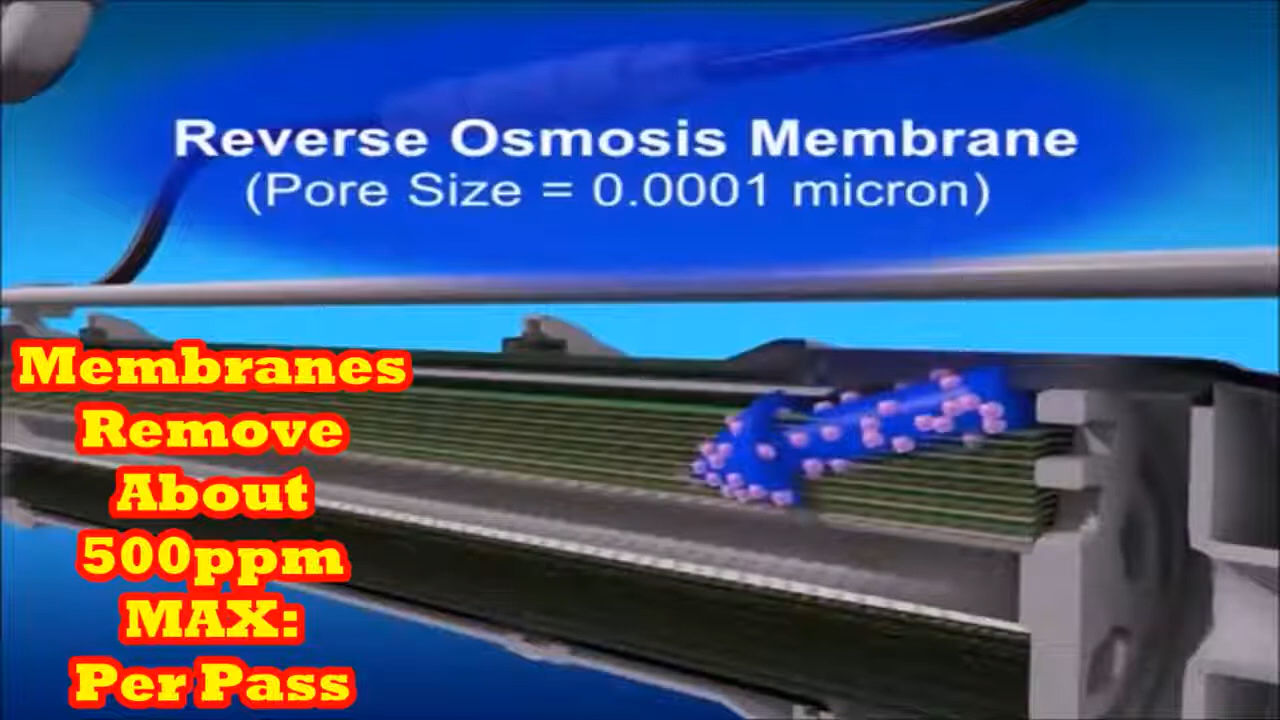 Reverse Osmosis Membrane
(Pore Size = 0.0001 micron)
Membranes
Remove
About
500ppm
MAX:
Per Pass